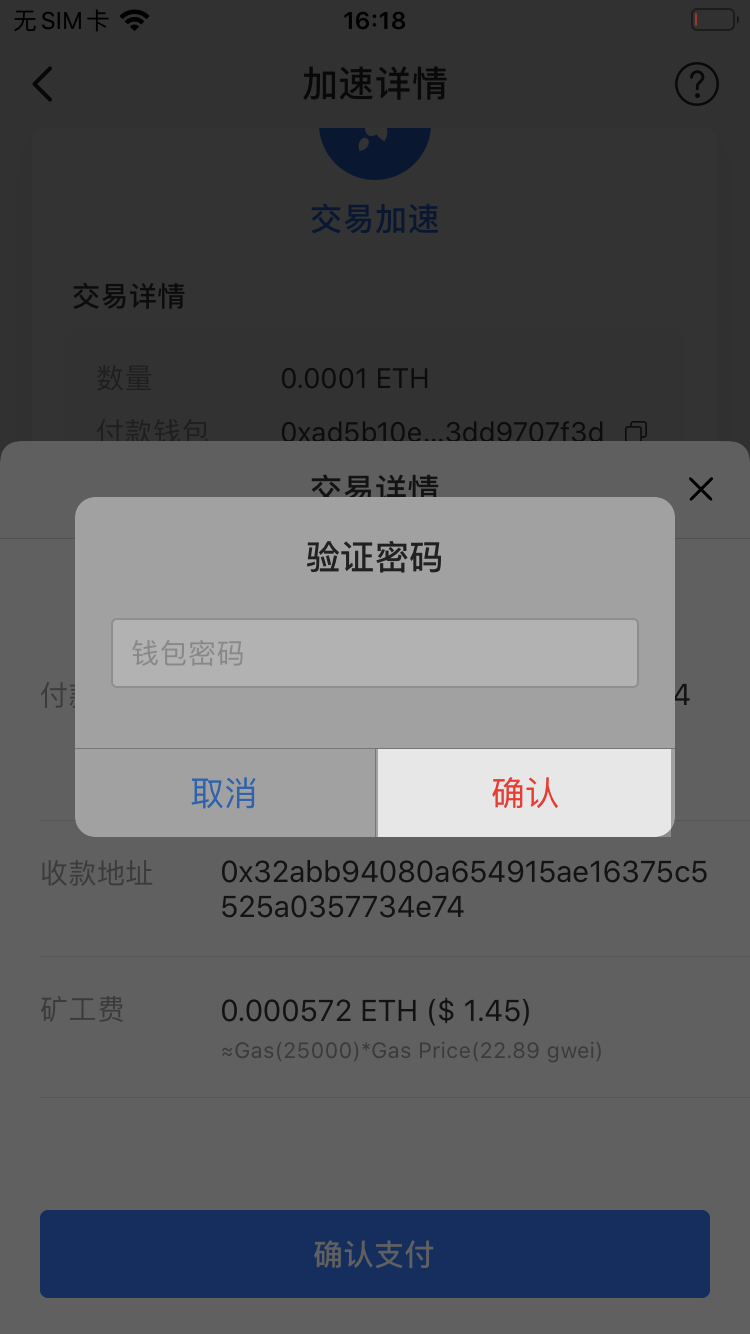 无SIM卡
16:18
加速详情
交易加速
交易详情
数量
0.0001 ETH
付款钱包
0xad5b10e...3dd9707f3d
交易详情
验证密码
钱包密码
付款
4
取消
确认
收款地址
0x32abb94080a654915ae16375c5
525a0357734e74
矿工费
0.000572 ETH ($ 1.45)
≈Gas(25000)*Gas Price(22.89 gwei)
确认支付